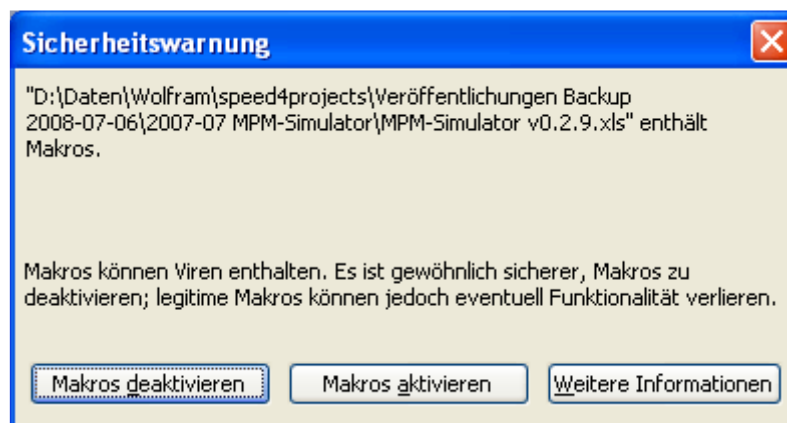 Sicherheitswarnung
"D:\Daten\Wolfram\speed4projects\Veröffentlichungen Backup
2008-07-06\2007-07 MPM-Simulator\MPM-Simulator v0.2.9.xls" enthält
Makros.
Makros können Viren enthalten. Es ist gewöhnlich sicherer, Makros zu
deaktivieren; legitime Makros können jedoch eventuell Funktionalität verlieren.
Makros deaktivieren Makros aktivieren Weitere Informationen